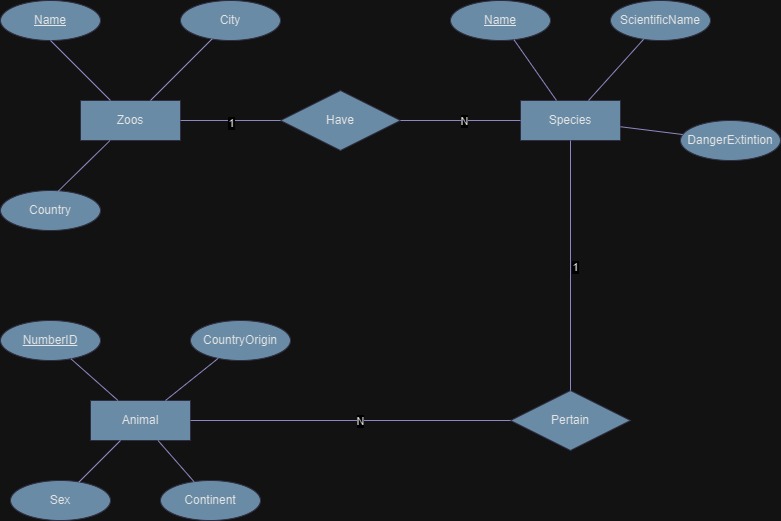 Name
City
Name
ScientificName
Zoos
1
Have
N
Species
DangerExtintion
Country
1
NumberID
CountryOrigin
Animal
N
Pertain
Sex
Continent